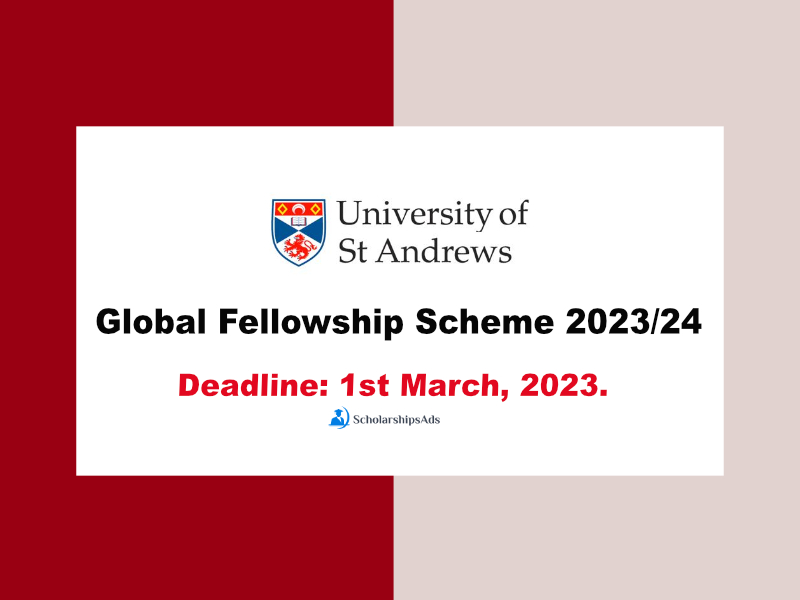 University of
St Andrews
Global Fellowship Scheme 2023/24
Deadline: 1st March, 2023.
ScholarshipsAds